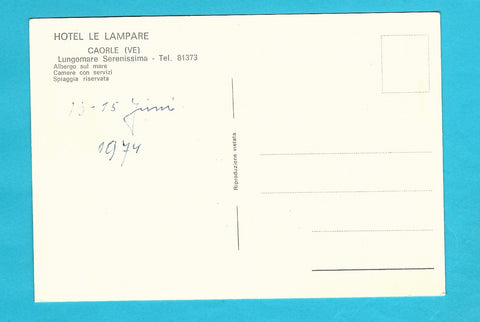 HOTEL LE LAMPARE
CAORLE (VE)
Lungomare Serenissima - Tel. 81373
Albergo sul mare
Camere con servizi
Spiaggia riservata
13-15 Juni
1974
Riproduzione vietata